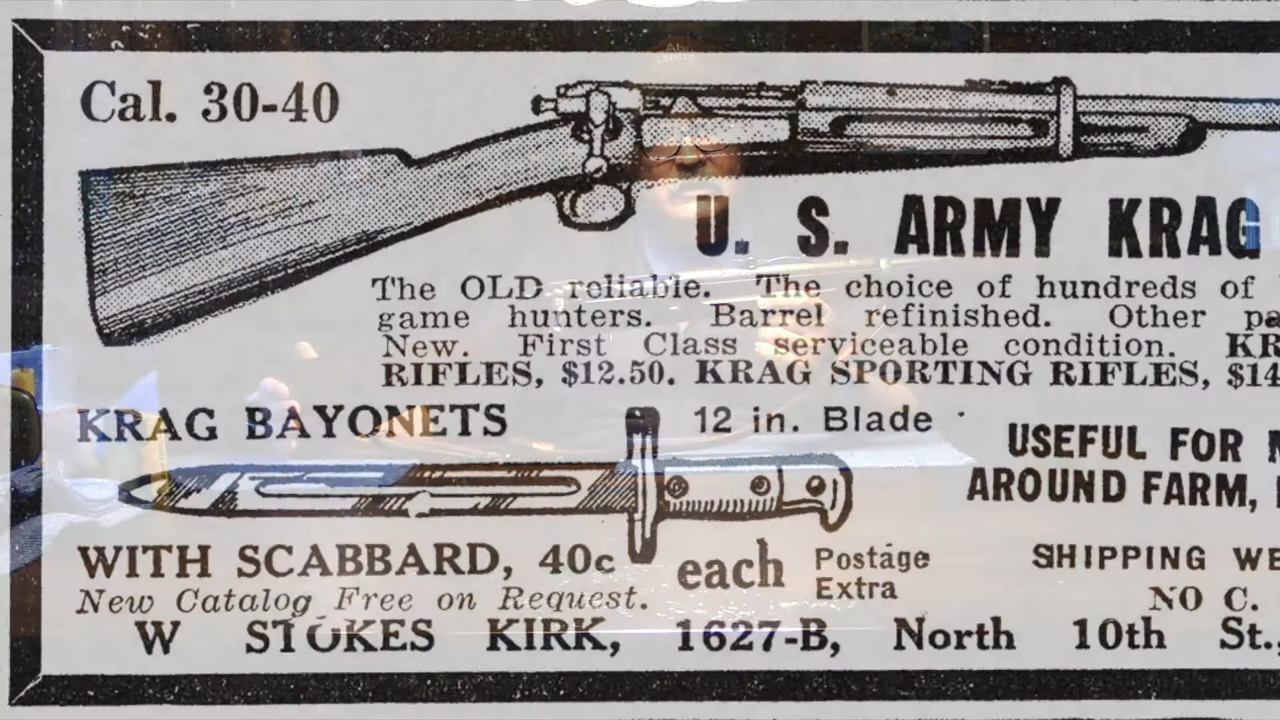 Cal. 30-40
U. S. ARMY KRAG
The OLD reliable. The choice of hundreds of
game hunters. Barrel refinished. Other
New. First Class serviceable condition.
RIFLES, $12.50. KRAG SPORTING RIFLES, $14
KRAG BAYONETS
12 in. Blade
USEFUL FOR
AROUND FARM,
WITH SCABBARD, 40c each Postage
Extra
SHIPPING
NO C.
New Catalog Free on Request.
W STOKES KIRK, 1627-B, North 10th St.,